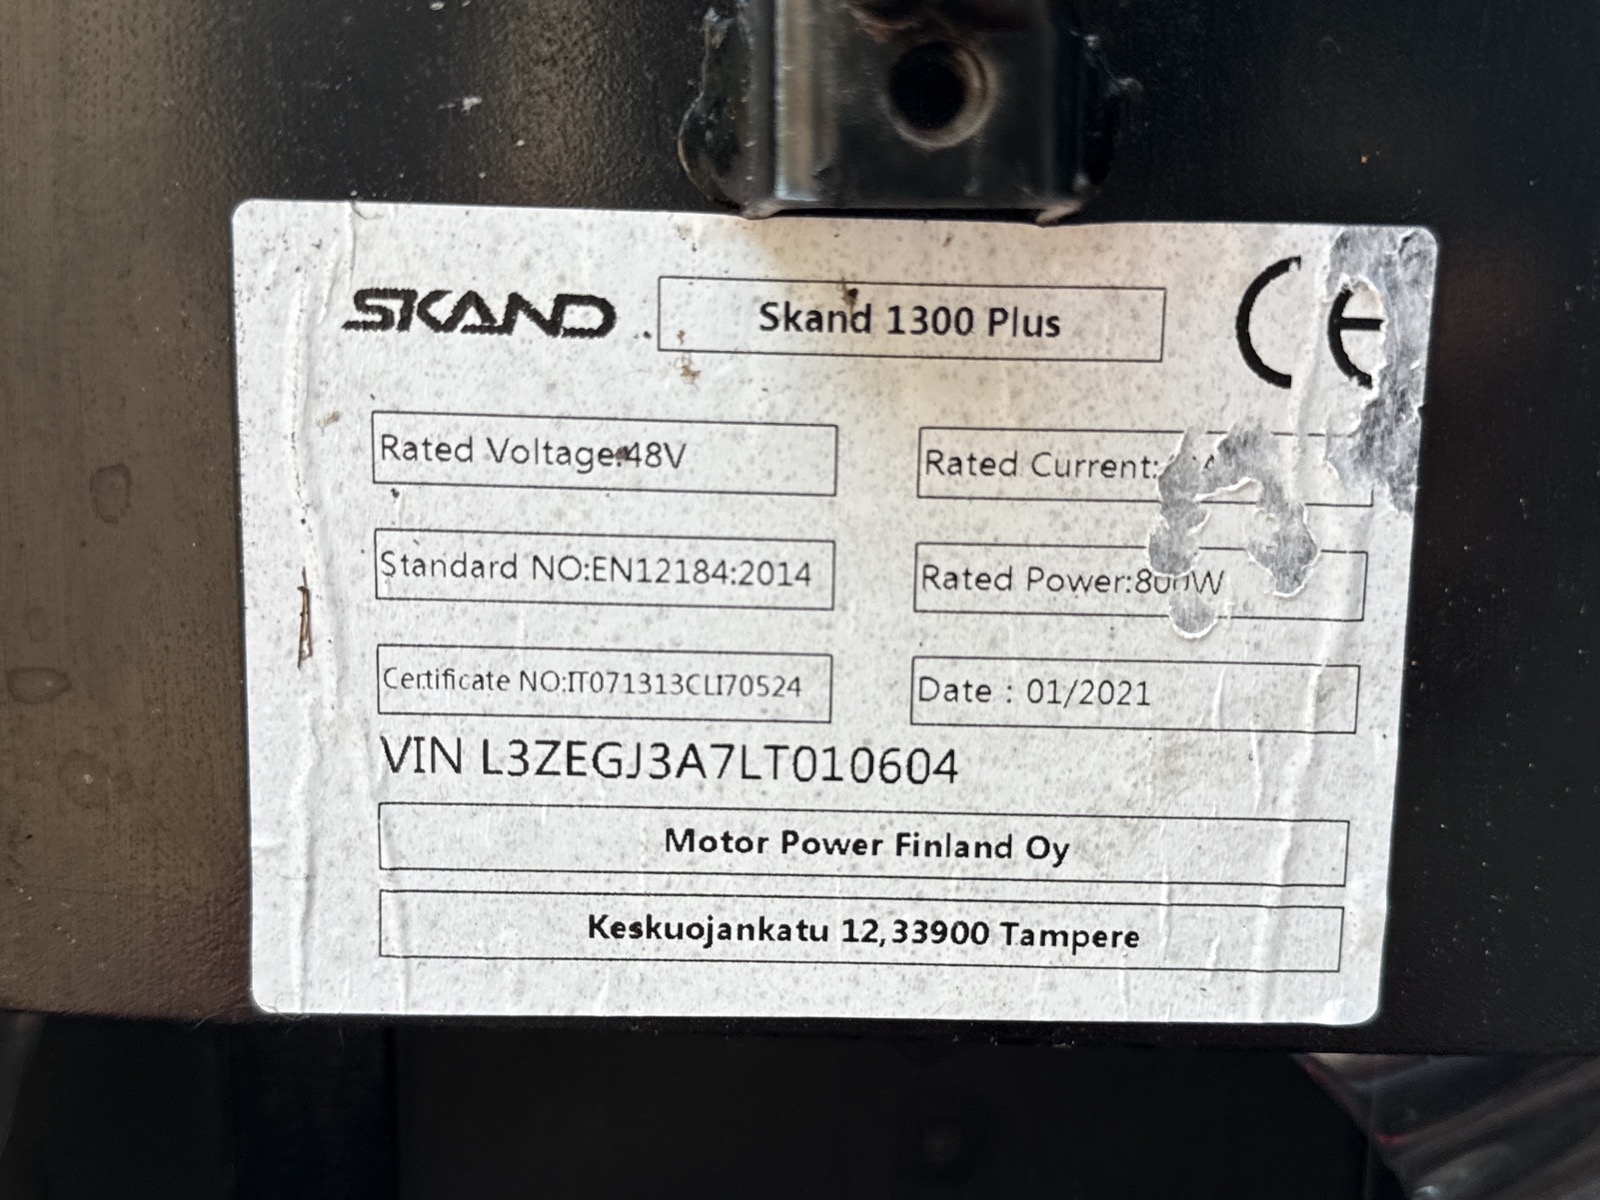 SKAND
Skand 1300 Plus
CE
Rated Voltage:48V
Rated Current:
Standard NO:EN12184:2014
Rated Power:800W
Certificate NO:IT071313CLI70524
Date : 01/2021
VIN L3ZEGJ3A7LT010604
Motor Power Finland Oy
Keskuojankatu 12,33900 Tampere